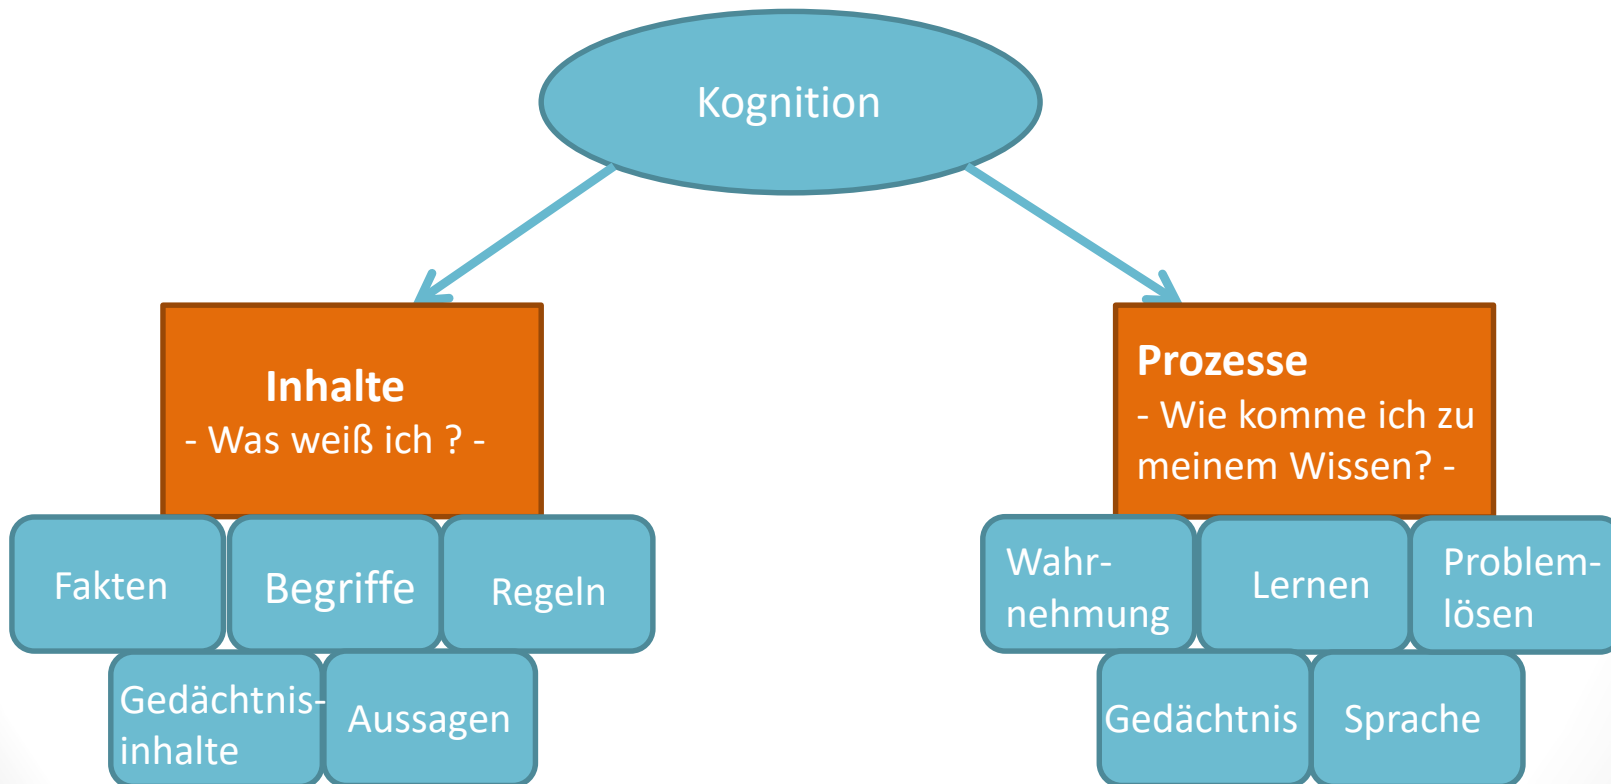 Kognition
Inhalte
- Was weiß ich ? -
Prozesse
- Wie komme ich zu
meinem Wissen? -
Fakten
Begriffe
Regeln
Gedächtnis-
inhalte
Aussagen
Wahr-
nehmung
Lernen
Problem-
lösen
Gedächtnis
Sprache